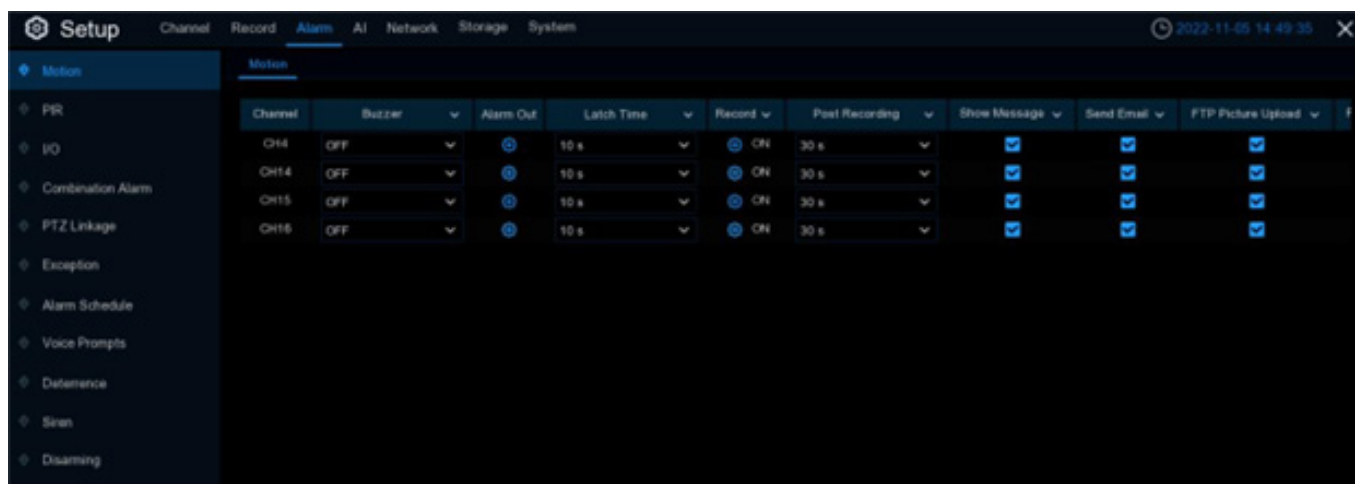 Setup Channel Record Alarm AI Network Storage System 2022-11-05 14:49:35
Motion
Motion
PIR
I/O
Combination Alarm
PTZ Linkage
Exception
Alarm Schedule
Voice Prompts
Deterrence
Siren
Disarming
Channel Buzzer Alarm Out Latch Time Record Post Recording Show Message Send Email FTP Picture Upload
CH4 OFF 10 s ON 30 s
CH14 OFF 10 s ON 30 s
CH15 OFF 10 s ON 30 s
CH16 OFF 10 s ON 30 s